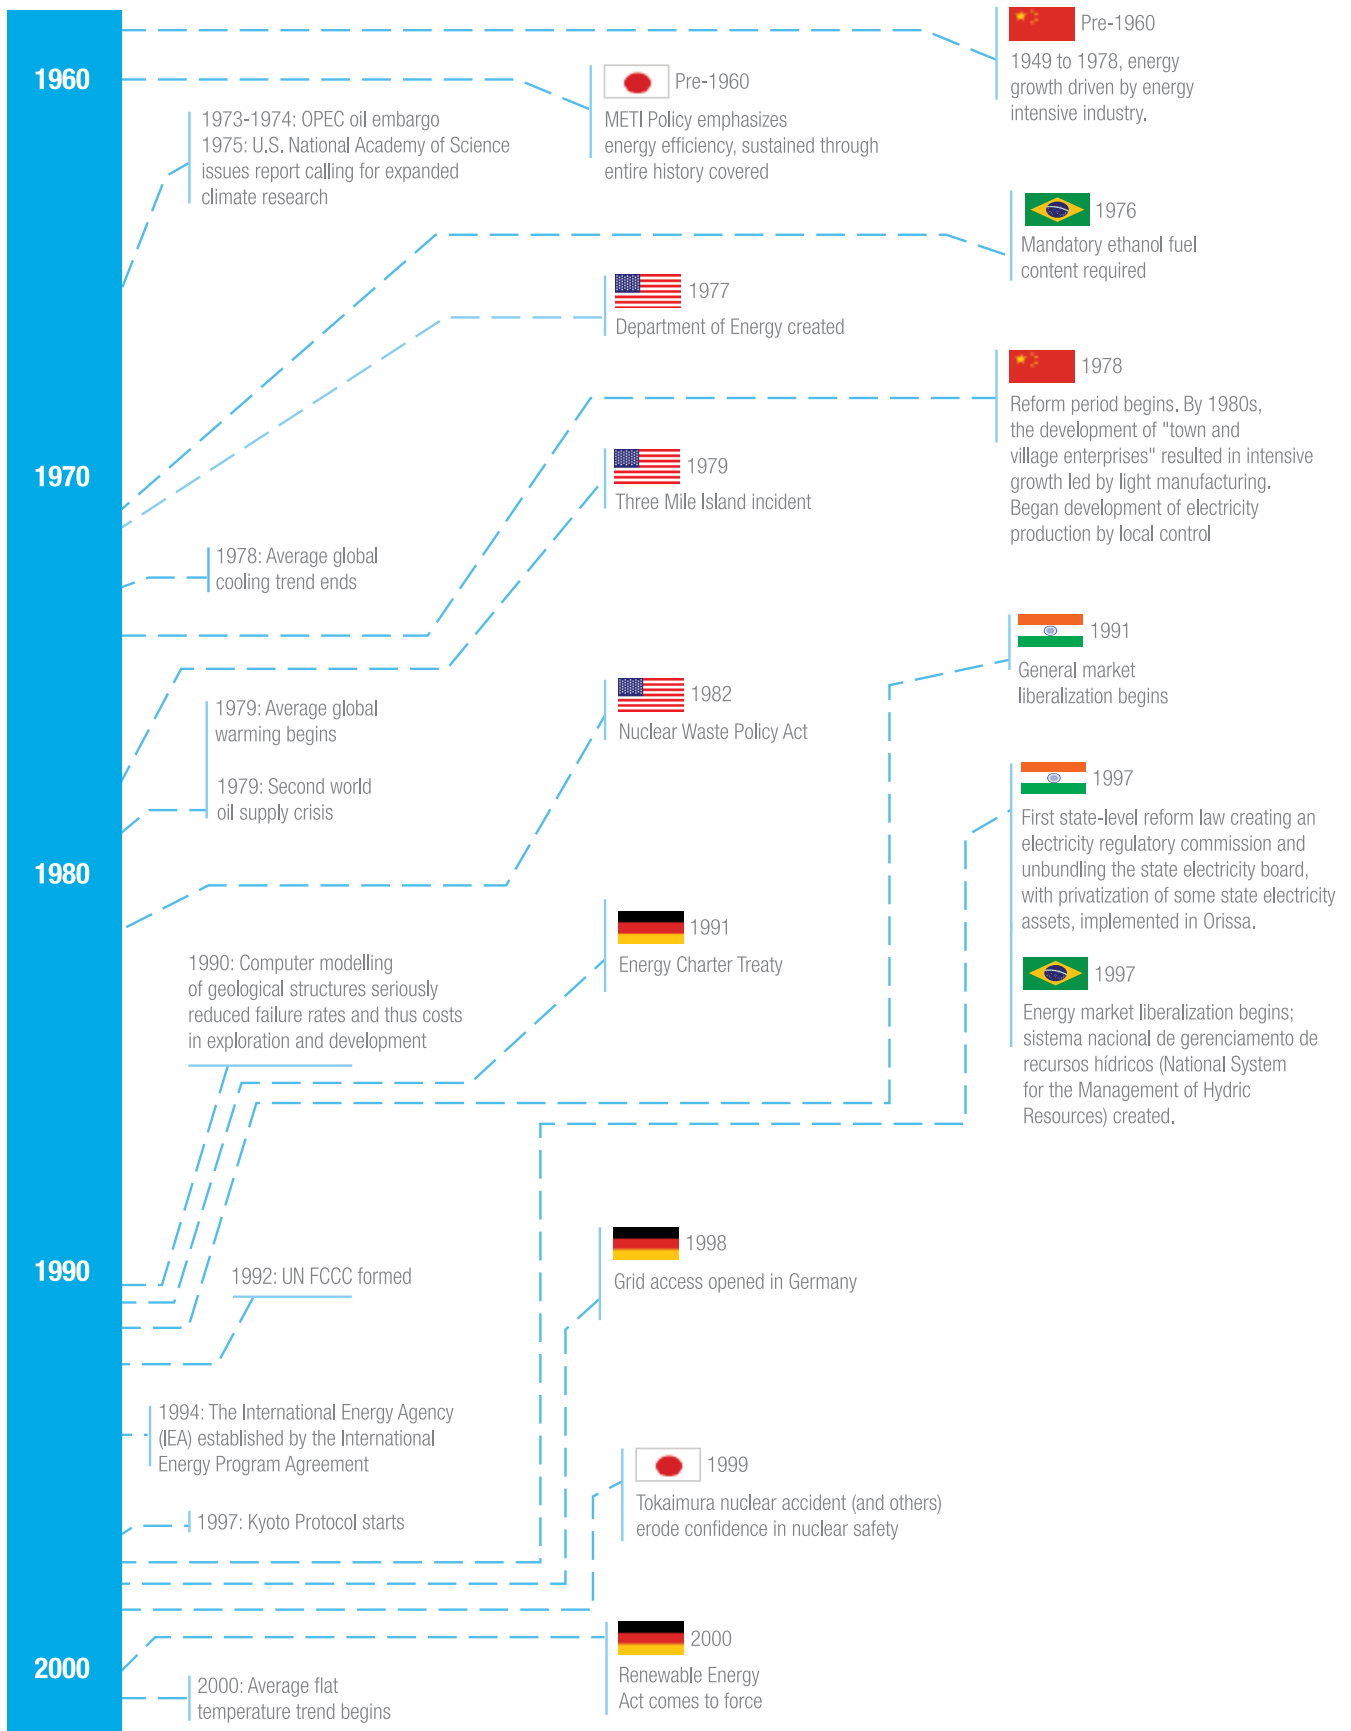 Pre-1960
1949 to 1978, energy
growth driven by energy
intensive industry.
1960
Pre-1960
METI Policy emphasizes
energy efficiency, sustained through
entire history covered
1973-1974: OPEC oil embargo
1975: U.S. National Academy of Science
issues report calling for expanded
climate research
1976
Mandatory ethanol fuel
content required
1977
Department of Energy created
1978
Reform period begins. By 1980s,
the development of "town and
village enterprises" resulted in intensive
growth led by light manufacturing.
Began development of electricity
production by local control
1970
1979
Three Mile Island incident
1978: Average global
cooling trend ends
1991
General market
liberalization begins
1979: Average global
warming begins
1979: Second world
oil supply crisis
1982
Nuclear Waste Policy Act
1997
First state-level reform law creating an
electricity regulatory commission and
unbundling the state electricity board,
with privatization of some state electricity
assets, implemented in Orissa.
1980
1991
Energy Charter Treaty
1990: Computer modelling
of geological structures seriously
reduced failure rates and thus costs
in exploration and development
1997
Energy market liberalization begins;
sistema nacional de gerenciamento de
recursos hídricos (National System
for the Management of Hydric
Resources) created.
1998
Grid access opened in Germany
1990
1992: UN FCCC formed
1994: The International Energy Agency
(IEA) established by the International
Energy Program Agreement
1999
Tokaimura nuclear accident (and others)
erode confidence in nuclear safety
1997: Kyoto Protocol starts
2000
Renewable Energy
Act comes to force
2000
2000: Average flat
temperature trend begins